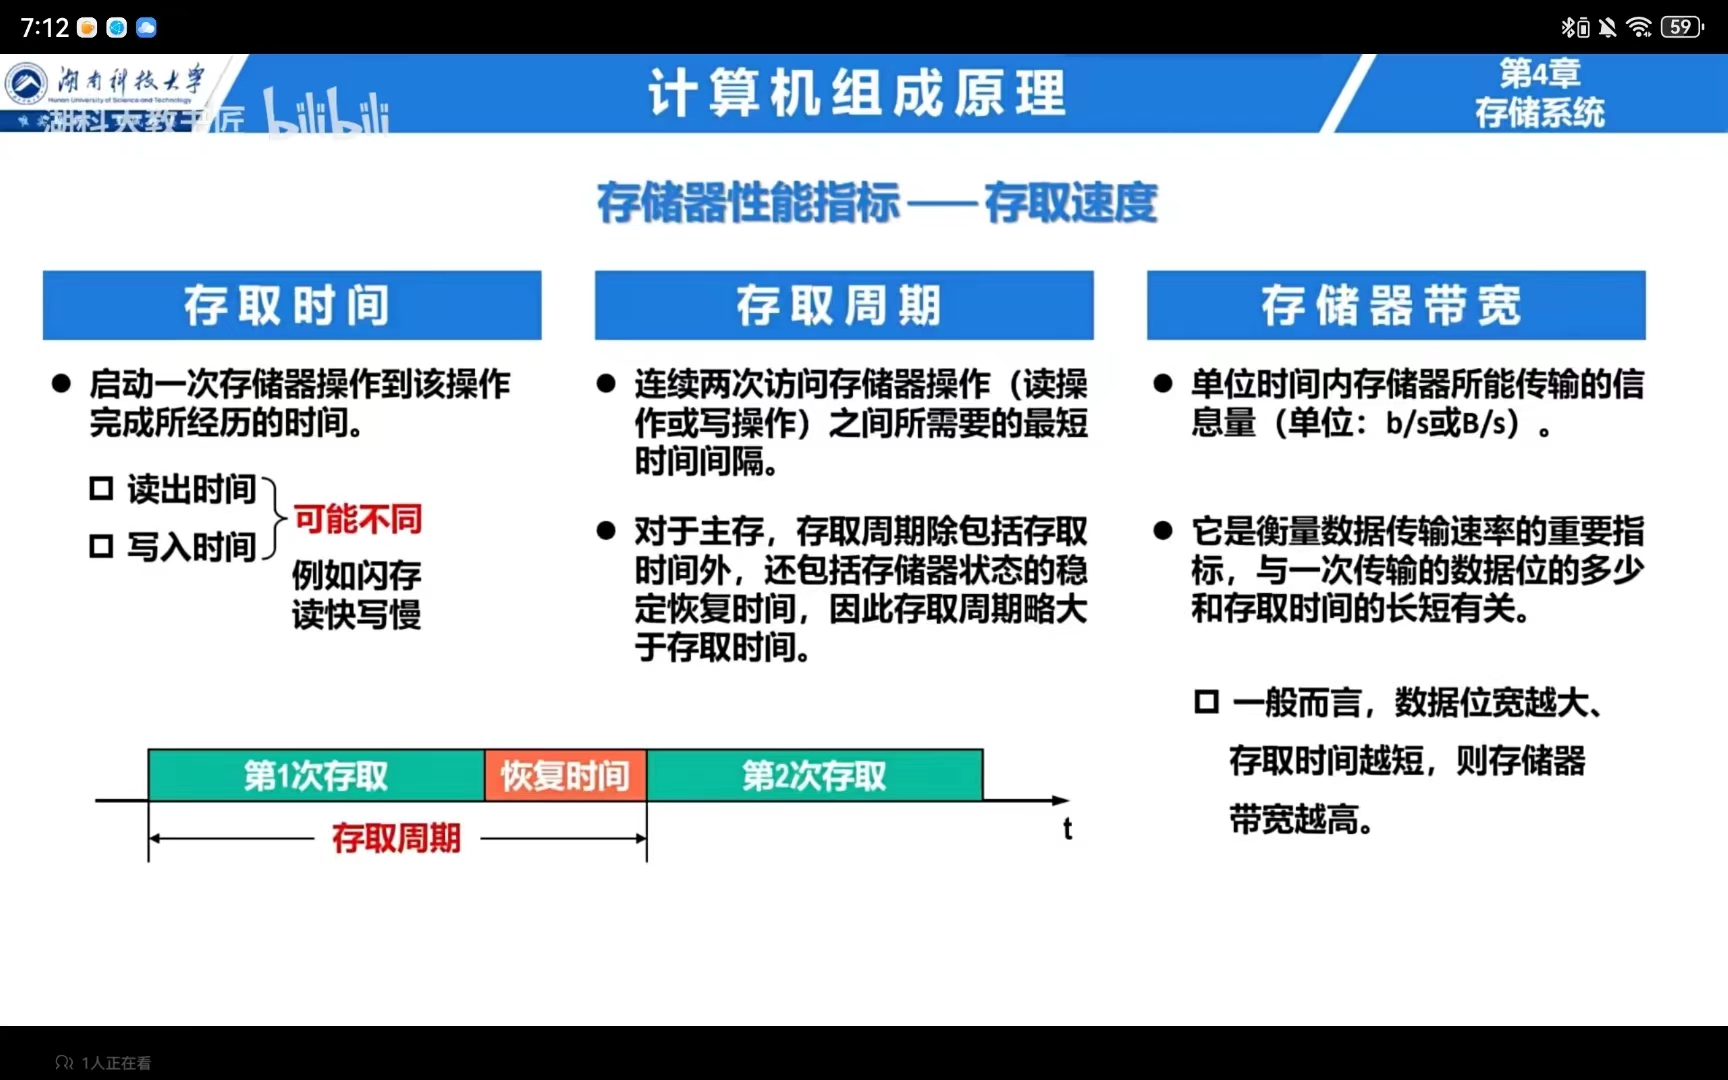 7:12
59
湖南科技大学
Hunan University of Science and Technology
湖科大教书匠 bilibili
计算机组成原理
第4章
存储系统
存储器性能指标——存取速度
存取时间
启动一次存储器操作到该操作
完成所经历的时间。
读出时间
写入时间
可能不同
例如闪存
读快写慢
存取周期
连续两次访问存储器操作（读操
作或写操作）之间所需要的最短
时间间隔。
对于主存，存取周期除包括存取
时间外，还包括存储器状态的稳
定恢复时间，因此存取周期略大
于存取时间。
存储器带宽
单位时间内存储器所能传输的信
息量（单位：b/s或B/s）。
它是衡量数据传输速率的重要指
标，与一次传输的数据位的多少
和存取时间的长短有关。
一般而言，数据位宽越大、
存取时间越短，则存储器
带宽越高。
第1次存取 恢复时间 第2次存取
存取周期
t
1人正在看